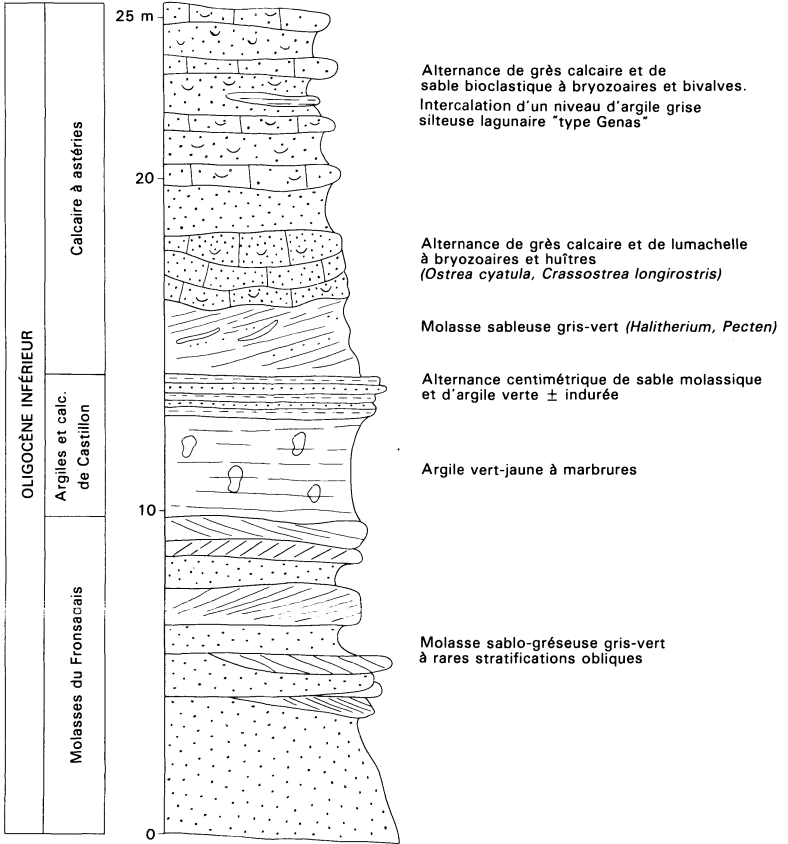 25 m
Alternance de grès calcaire et de
sable bioclastique à bryozoaires et bivalves.
Intercalation d'un niveau d'argile grise
silteuse lagunaire "type Genas"
20
Calcaire à astéries
Alternance de grès calcaire et de lumachelle
à bryozoaires et huîtres
(Ostrea cyatula, Crassostrea longirostris)
Molasse sableuse gris-vert (Halitherium, Pecten)
OLIGOCÈNE INFÉRIEUR
Alternance centimétrique de sable molassique
et d'argile verte ± indurée
Argiles et calc.
de Castillon
Argile vert-jaune à marbrures
10
Molasses du Fronsacais
Molasse sablo-gréseuse gris-vert
à rares stratifications obliques
0